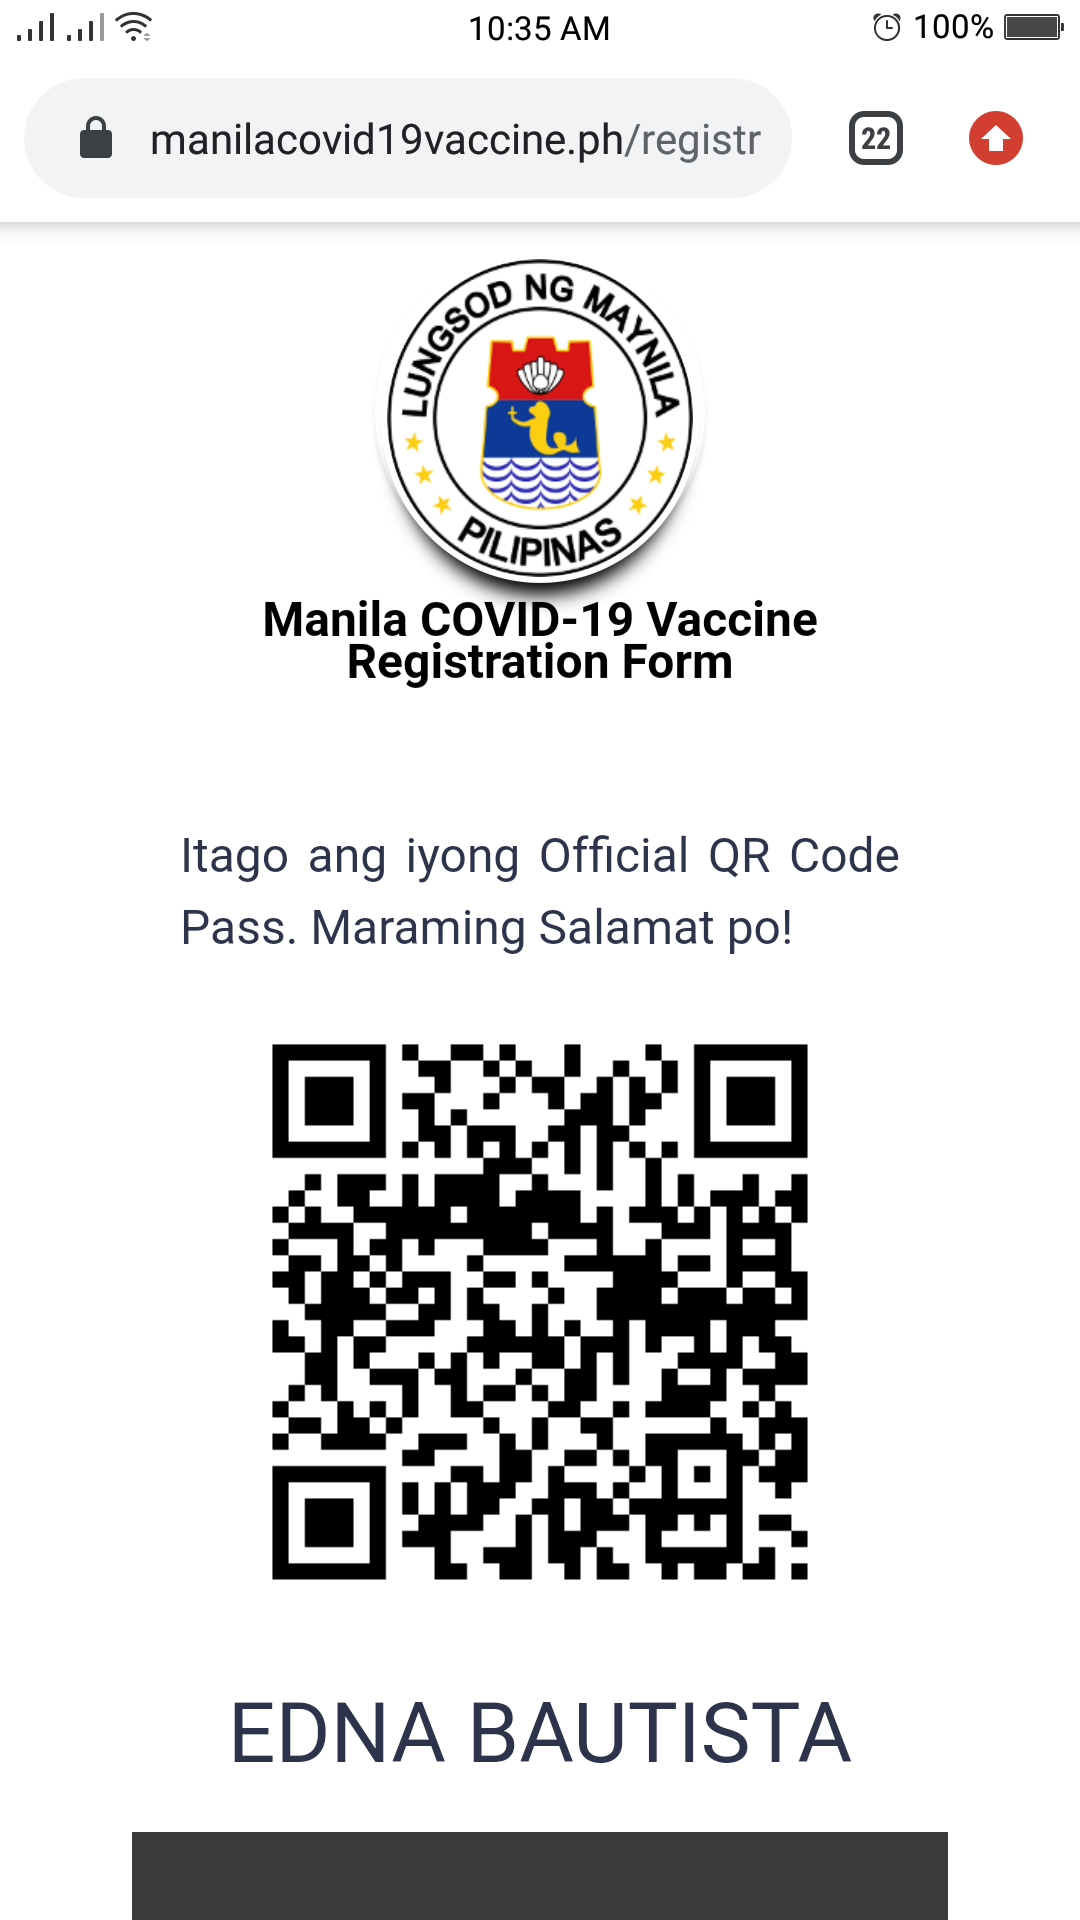 10:35 AM
100%
manilacovid19vaccine.ph/registr
22
LUNGSOD NG MAYNILA
PILIPINAS
Manila COVID-19 Vaccine
Registration Form
Itago ang iyong Official QR Code
Pass. Maraming Salamat po!
EDNA BAUTISTA